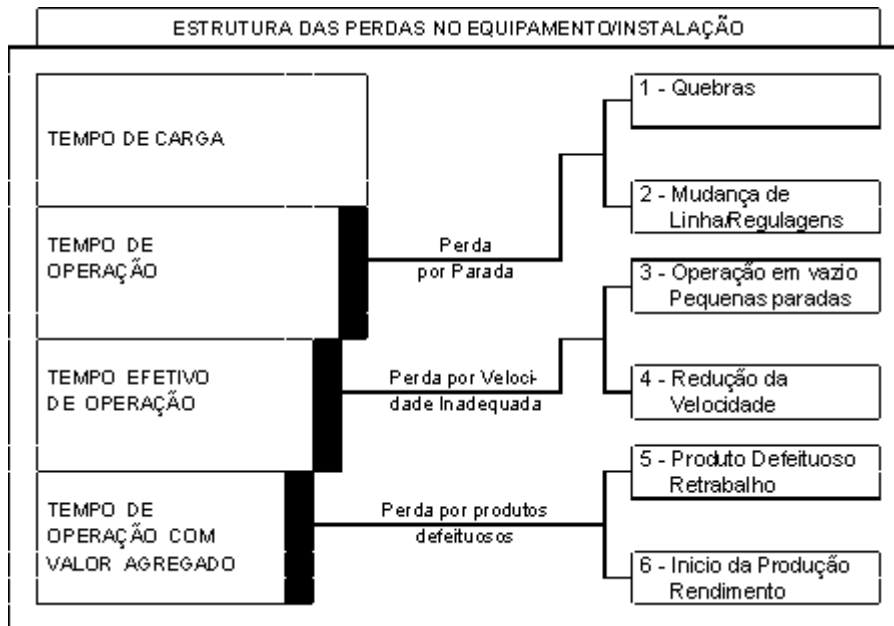 ESTRUTURA DAS PERDAS NO EQUIPAMENTO/INSTALAÇÃO
TEMPO DE CARGA
TEMPO DE
OPERAÇÃO
TEMPO EFETIVO
DE OPERAÇÃO
TEMPO DE
OPERAÇÃO COM
VALOR AGREGADO
Perda
por Parada
Perda por Veloci-
dade Inadequada
Perda por produtos
defeituosos
1 - Quebras
2 - Mudança de
Linha/Regulagens
3 - Operação em vazio
Pequenas paradas
4 - Redução da
Velocidade
5 - Produto Defeituoso
Retrabalho
6 - Inicio da Produção
Rendimento